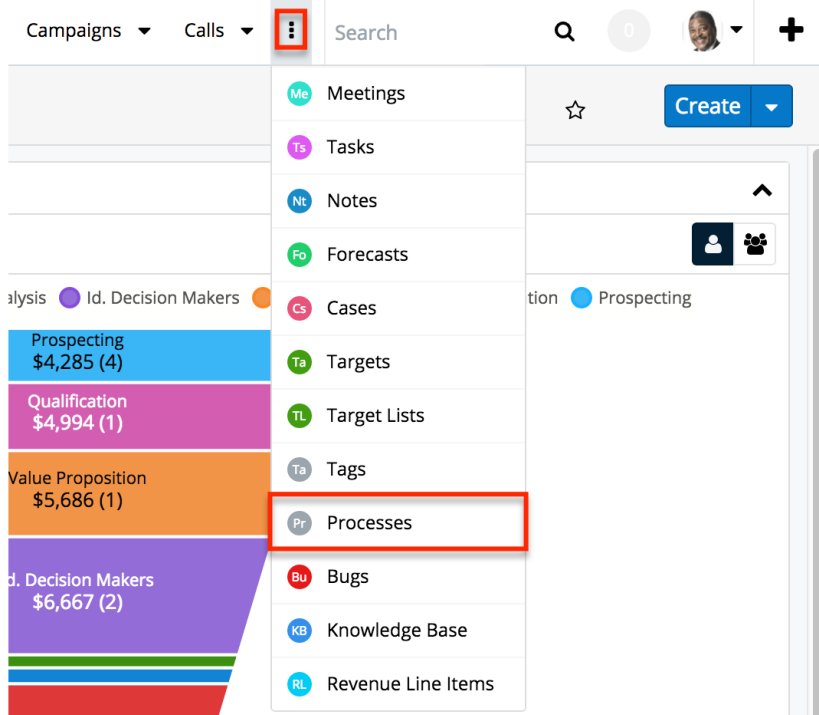 Campaigns
Calls
Search
0
Create
Me Meetings
Ts Tasks
Nt Notes
Fo Forecasts
Cs Cases
Ta Targets
TL Target Lists
Ta Tags
Pr Processes
Bu Bugs
KB Knowledge Base
RL Revenue Line Items
alysis
Id. Decision Makers
tion
Prospecting
Prospecting
$4,285 (4)
Qualification
$4,994 (1)
Value Proposition
$5,686 (1)
d. Decision Makers
$6,667 (2)